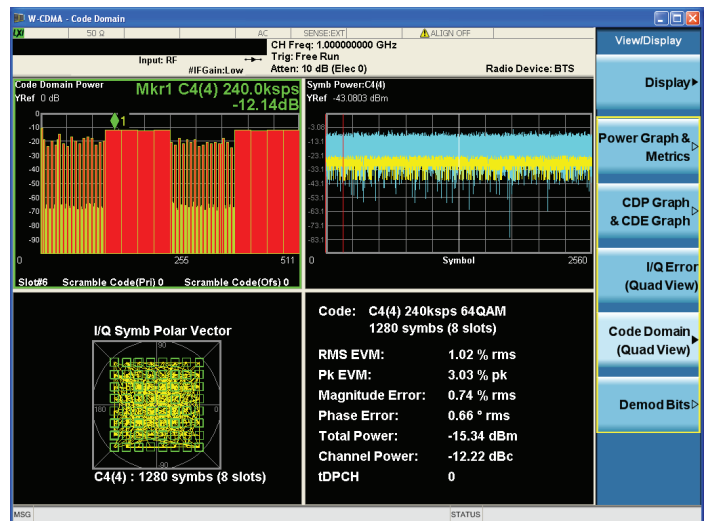 W-CDMA - Code Domain
LXI 50 Ω AC SENSE:EXT ALIGN OFF
CH Freq: 1.000000000 GHz
Input: RF Trig: Free Run
#IFGain:Low Atten: 10 dB (Elec 0) Radio Device: BTS
Code Domain Power
YRef 0 dB
Mkr1 C4(4) 240.0ksps
-12.14dB
1
0
-10
-20
-30
-40
-50
-60
-70
-80
-90
0 255 511
Slot#6 Scramble Code(Pri) 0 Scramble Code(Ofs) 0
Symb Power:C4(4)
YRef -43.0803 dBm
-3.08
-13.1
-23.1
-33.1
-43.1
-53.1
-63.1
-73.1
-83.1
0 Symbol 2560
I/Q Symb Polar Vector
90
180 0
-90
C4(4) : 1280 symbs (8 slots)
Code: C4(4) 240ksps 64QAM
1280 symbs (8 slots)
RMS EVM: 1.02 % rms
Pk EVM: 3.03 % pk
Magnitude Error: 0.74 % rms
Phase Error: 0.66 ° rms
Total Power: -15.34 dBm
Channel Power: -12.22 dBc
tDPCH 0
View/Display
Display
Power Graph &
Metrics
CDP Graph
& CDE Graph
I/Q Error
(Quad View)
Code Domain
(Quad View)
Demod Bits
MSG STATUS